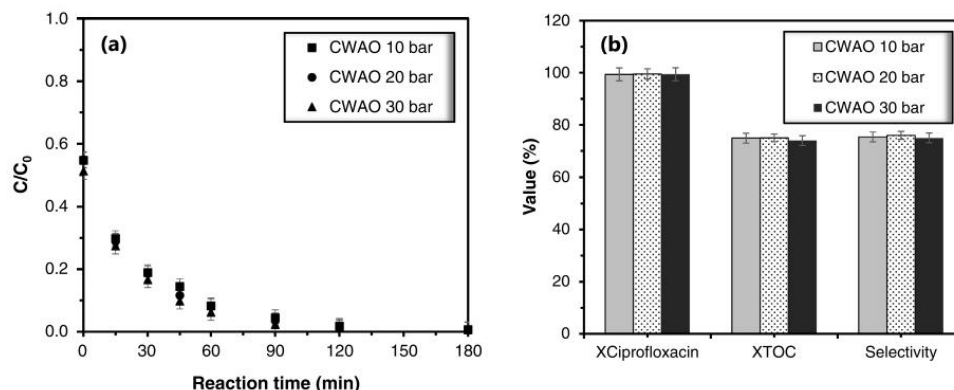 (a)
CWAO 10 bar
CWAO 20 bar
CWAO 30 bar
1.0
0.8
0.6
0.4
0.2
0.0
C/C0
0 30 60 90 120 150 180
Reaction time (min)
(b)
CWAO 10 bar
CWAO 20 bar
CWAO 30 bar
120
100
80
60
40
20
0
Value (%)
XCiprofloxacin XTOC Selectivity